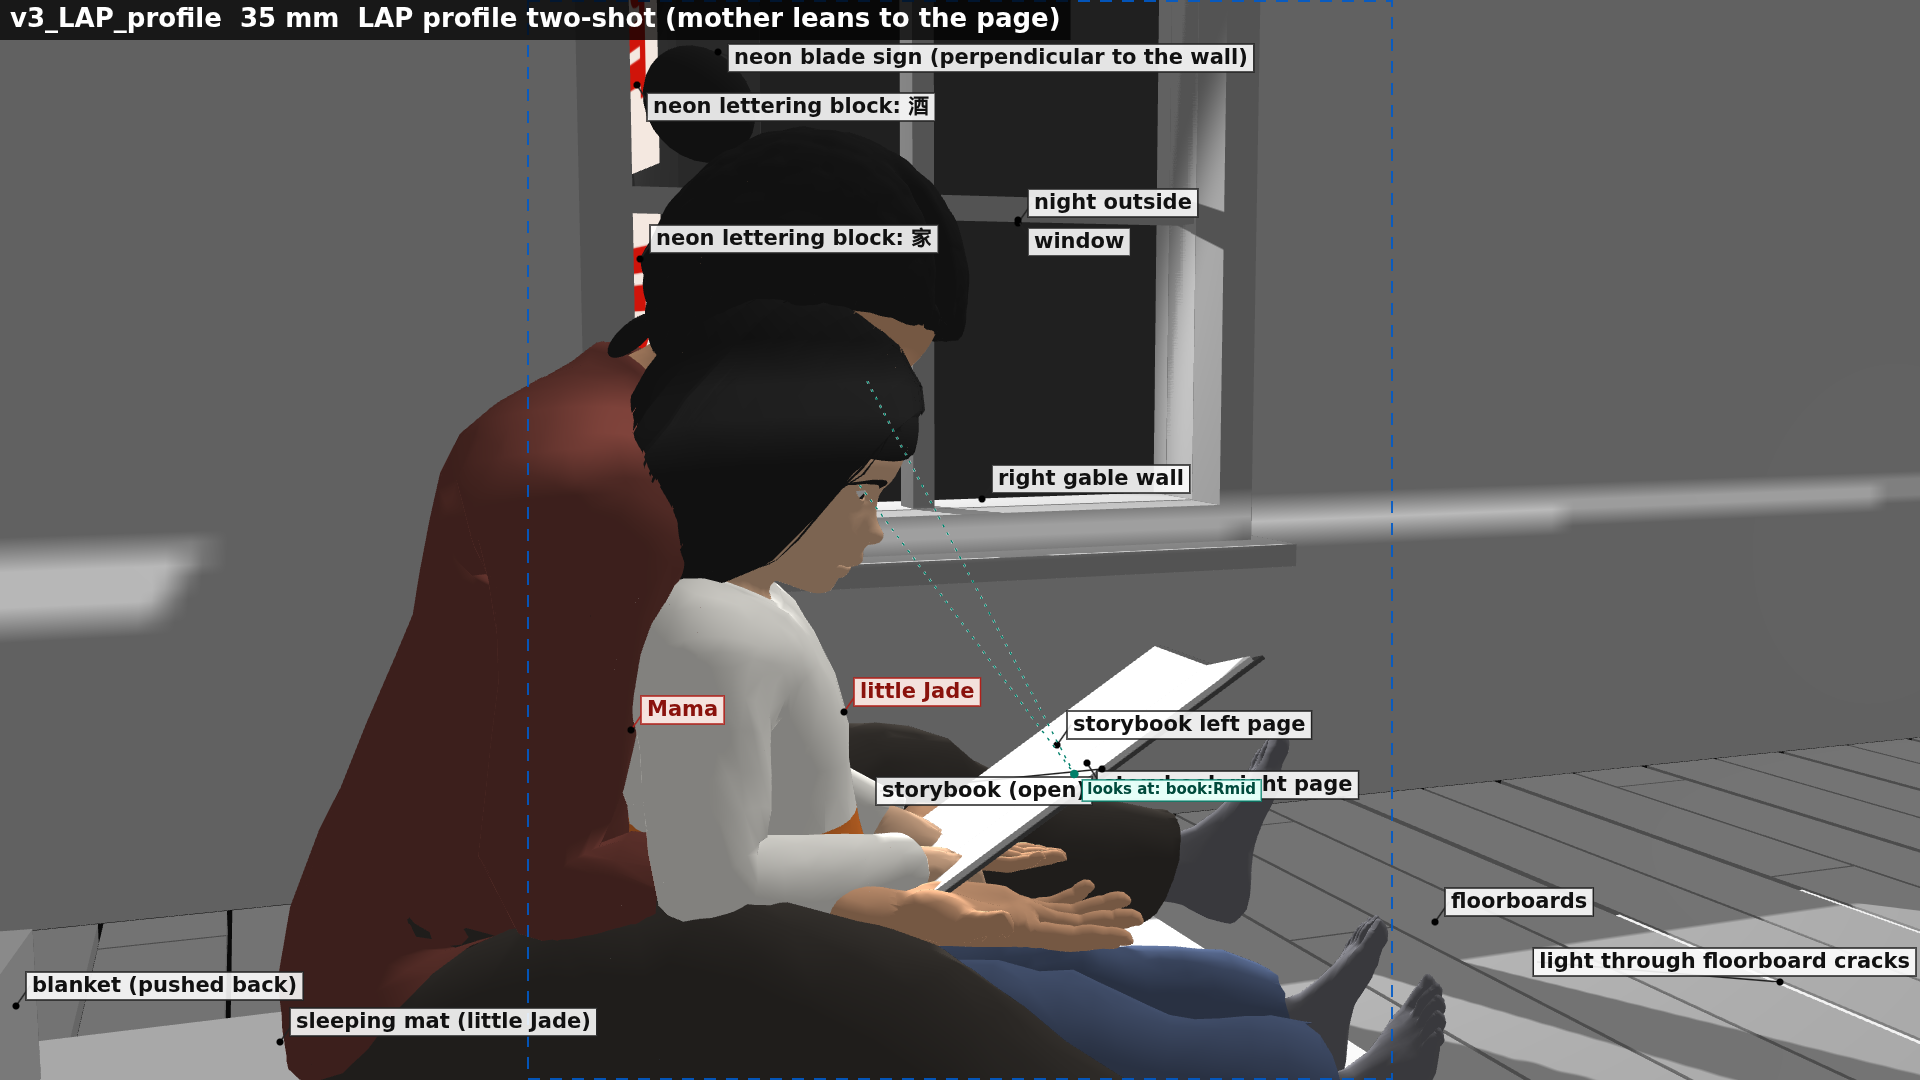 v3_LAP_profile  35 mm  LAP profile two-shot (mother leans to the page)
neon blade sign (perpendicular to the wall)
neon lettering block: 酒
night outside
neon lettering block: 家
window
right gable wall
little Jade
Mama
storybook left page
ht page
storybook (open)
looks at: book:Rmid
floorboards
light through floorboard cracks
blanket (pushed back)
sleeping mat (little Jade)